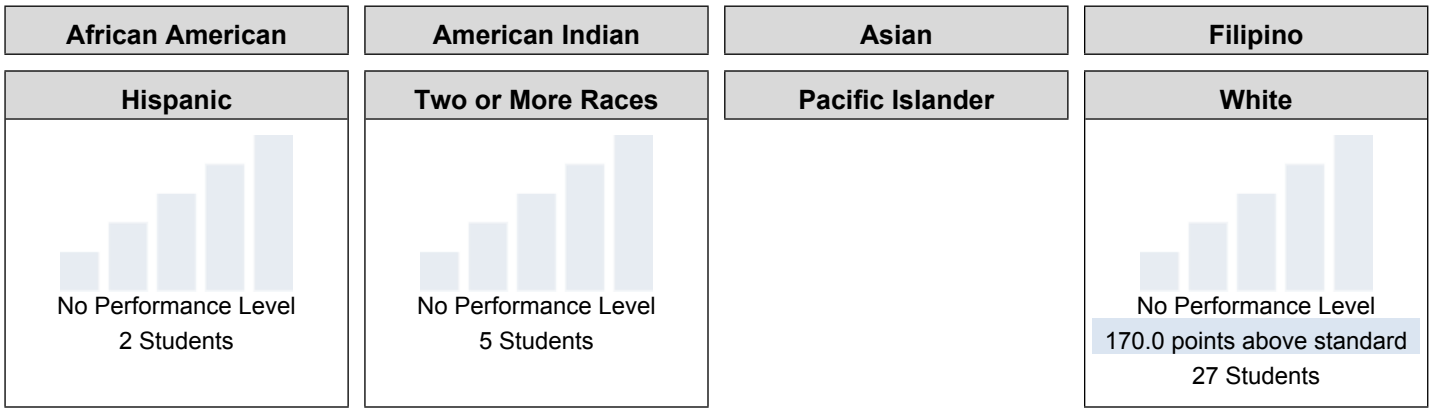 African American
American Indian
Asian
Filipino
Hispanic
No Performance Level
2 Students
Two or More Races
No Performance Level
5 Students
Pacific Islander
White
No Performance Level
170.0 points above standard
27 Students